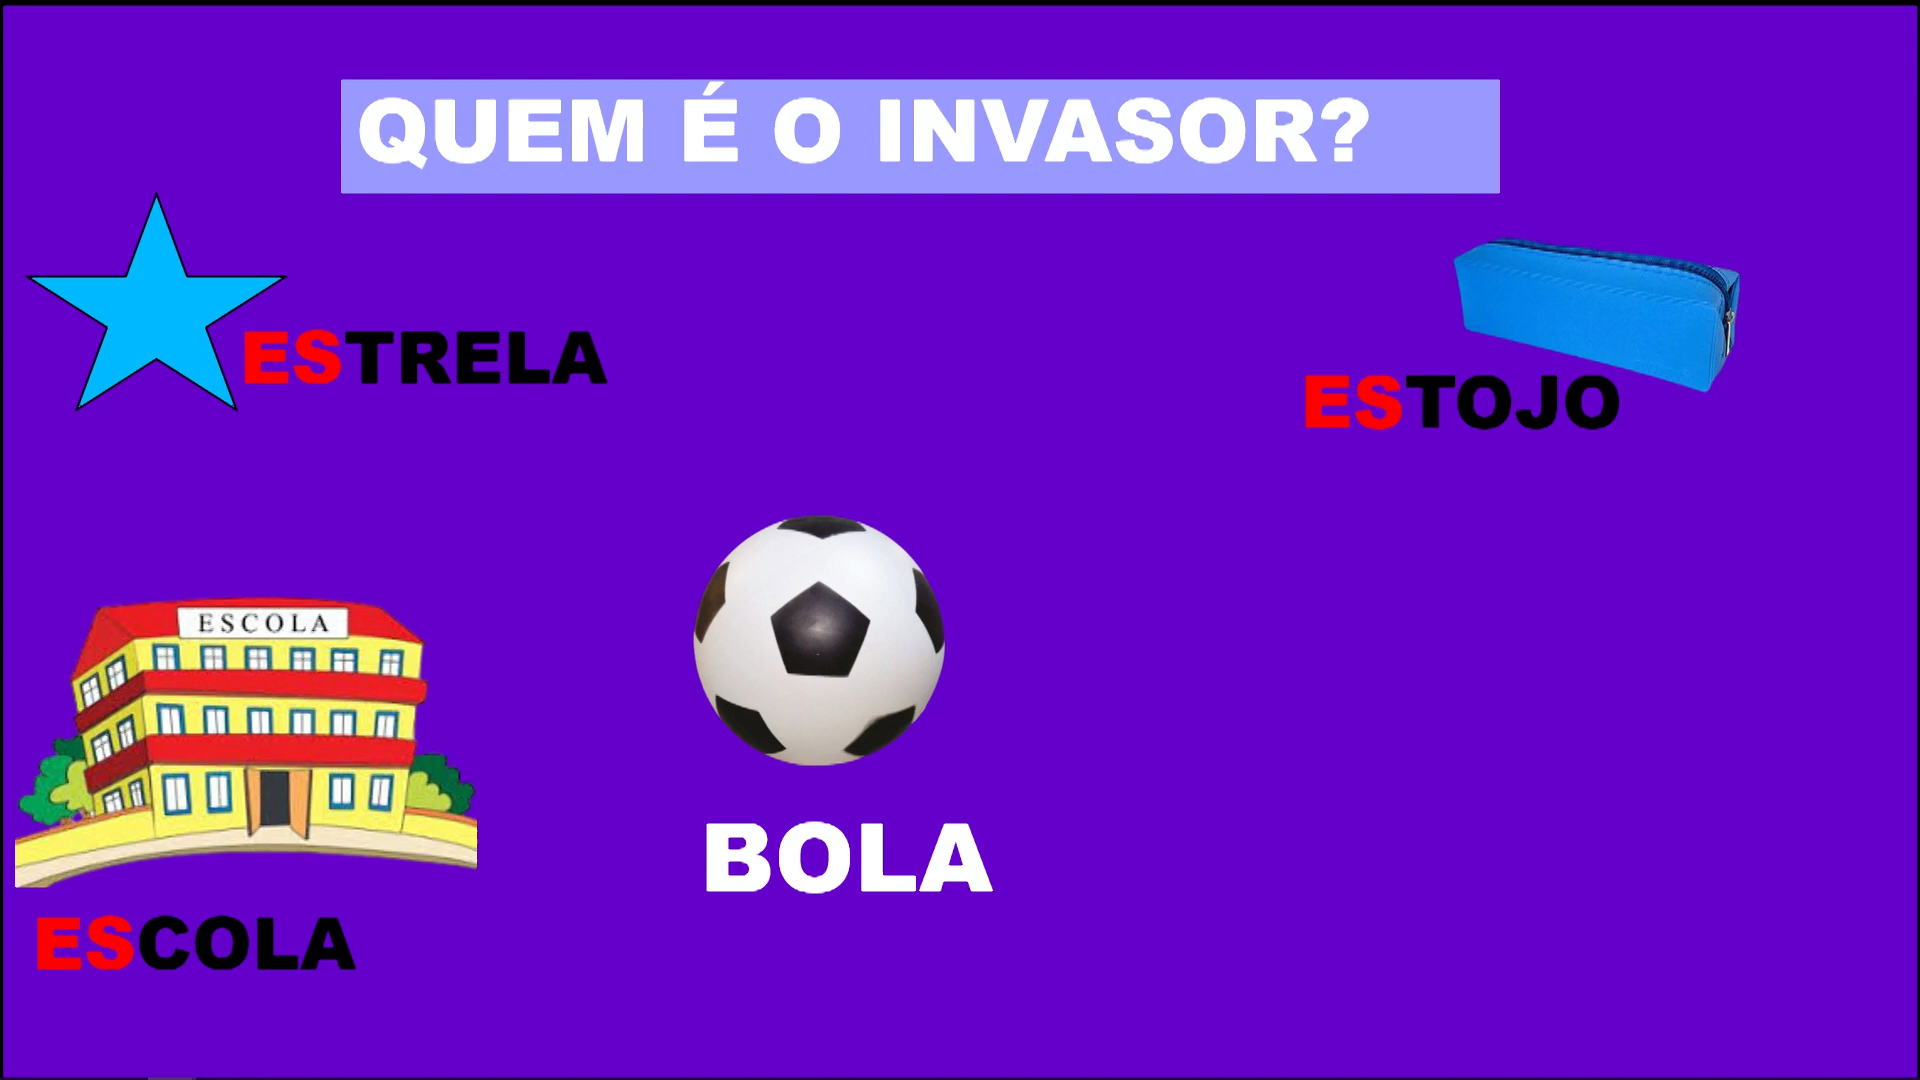 QUEM É O INVASOR?
ESTRELA
ESTOJO
ESCOLA
BOLA
ESCOLA